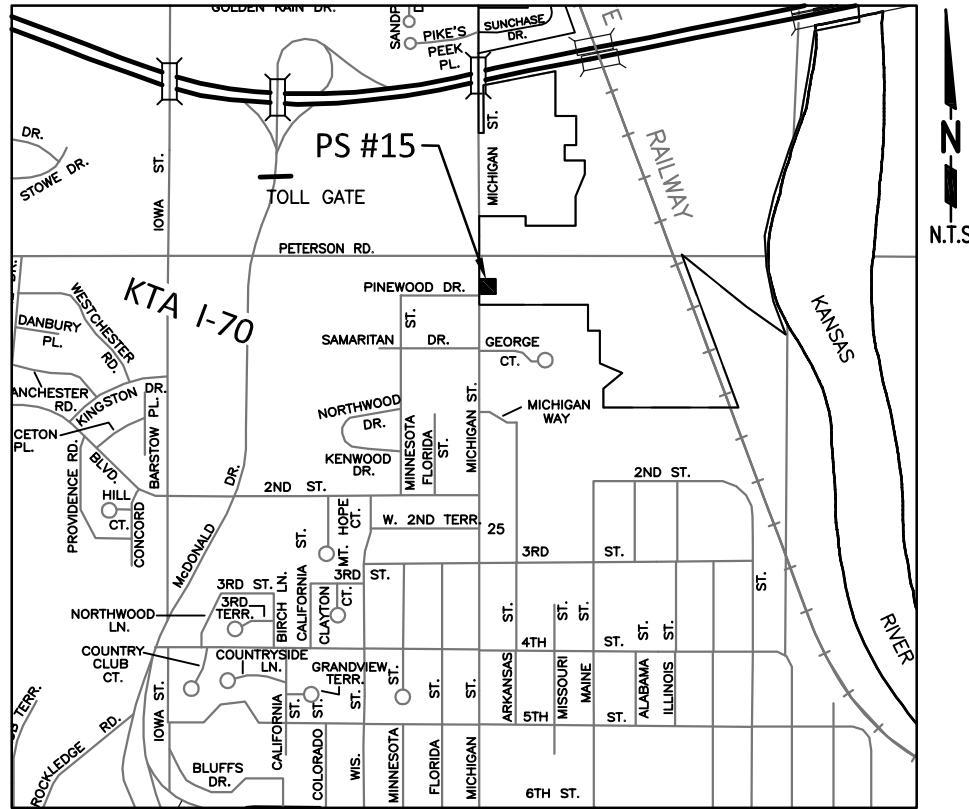 GOLDEN RAIN DR.
PIKE'S
PEEK
PL.
SUNCHASE
DR.
DR.
STOWE DR.
IOWA ST.
PS #15
TOLL GATE
MICHIGAN ST.
RAILWAY
N
N.T.S
PETERSON RD.
PINEWOOD DR.
KTA I-70
WESTCHESTER
RD.
DANBURY
PL.
SAMARITAN DR.
ST.
GEORGE
CT.
KANSAS
RIVER
ANCHESTER
RD.
KINGSTON DR.
CETON
PL.
BLVD.
BARSTOW PL.
PROVIDENCE RD.
HILL
CT.
CONCORD
NORTHWOOD
DR.
KENWOOD
DR.
MINNESOTA
FLORIDA
ST.
MICHIGAN ST.
MICHIGAN
WAY
2ND ST.
2ND ST.
McDONALD DR.
MT. HOPE
CT.
W. 2ND TERR.
25
3RD ST.
3RD ST.
3RD ST.
3RD
TERR.
NORTHWOOD
LN.
BIRCH LN.
CALIFORNIA ST.
CLAYTON
CT.
ST.
4TH ST.
COUNTRY
CLUB
CT.
COUNTRYSIDE
LN.
GRANDVIEW
TERR.
ARKANSAS ST.
MISSOURI ST.
MAINE ST.
ALABAMA ST.
ILLINOIS ST.
IOWA ST.
CALIFORNIA ST.
COLORADO ST.
WIS. ST.
MINNESOTA ST.
FLORIDA ST.
MICHIGAN ST.
5TH ST.
TERR.
ROCKLEDGE RD.
BLUFFS
DR.
6TH ST.